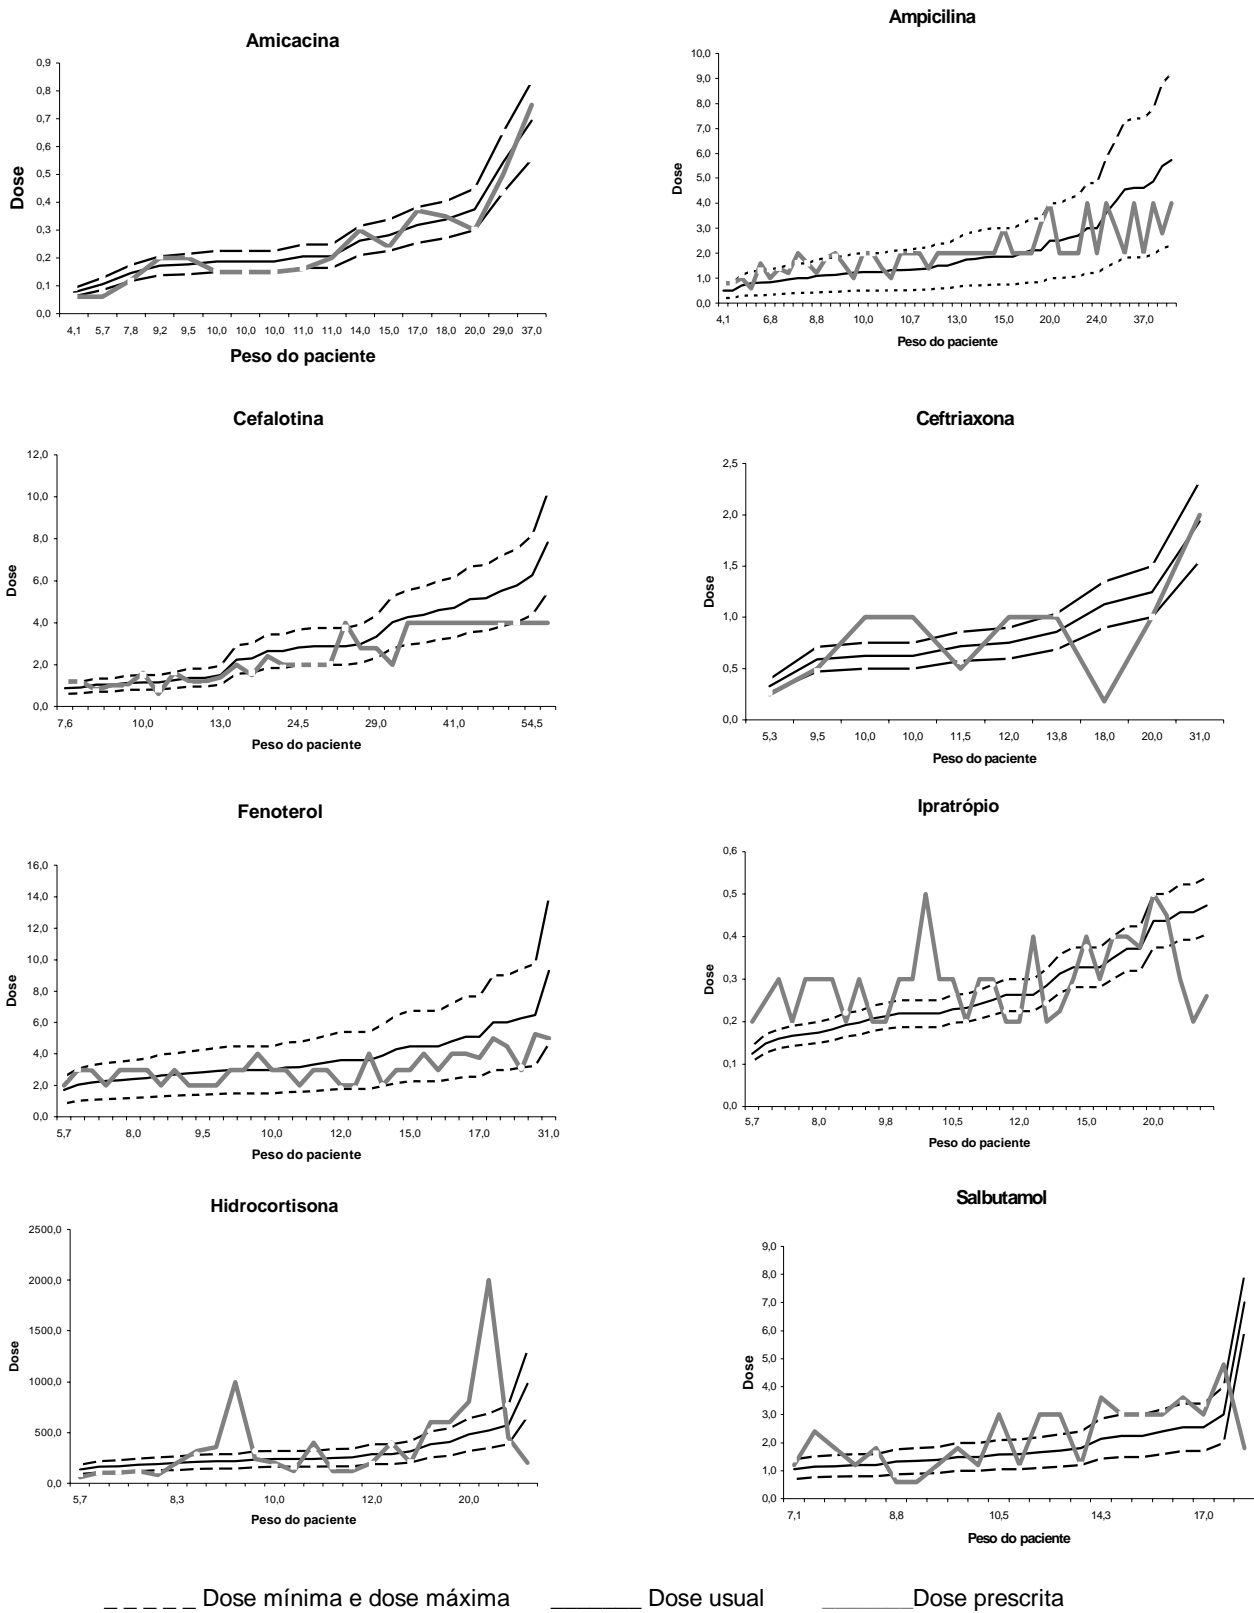 Amicacina
0,9
0,8
0,7
0,6
0,5
0,4
0,3
0,2
0,1
0,0
Dose
4,1 5,7 7,8 9,2 9,5 10,0 10,0 10,0 11,0 11,0 14,0 15,0 17,0 18,0 20,0 29,0 37,0
Peso do paciente
Ampicilina
10,0
9,0
8,0
7,0
6,0
5,0
4,0
3,0
2,0
1,0
0,0
Dose
4,1 6,8 8,8 10,0 10,7 13,0 15,0 20,0 24,0 37,0
Peso do paciente
Cefalotina
12,0
10,0
8,0
6,0
4,0
2,0
0,0
Dose
7,6 10,0 13,0 24,5 29,0 41,0 54,5
Peso do paciente
Ceftriaxona
2,5
2,0
1,5
1,0
0,5
0,0
Dose
5,3 9,5 10,0 10,0 11,5 12,0 13,8 18,0 20,0 31,0
Peso do paciente
Fenoterol
16,0
14,0
12,0
10,0
8,0
6,0
4,0
2,0
0,0
Dose
5,7 8,0 9,5 10,0 12,0 15,0 17,0 31,0
Peso do paciente
Ipratrópio
0,6
0,5
0,4
0,3
0,2
0,1
0,0
Dose
5,7 8,0 9,8 10,5 12,0 15,0 20,0
Peso do paciente
Hidrocortisona
2500,0
2000,0
1500,0
1000,0
500,0
0,0
Dose
5,7 8,3 10,0 12,0 20,0
Peso do paciente
Salbutamol
9,0
8,0
7,0
6,0
5,0
4,0
3,0
2,0
1,0
0,0
Dose
7,1 8,8 10,5 14,3 17,0
Peso do paciente
Dose mínima e dose máxima Dose usual Dose prescrita